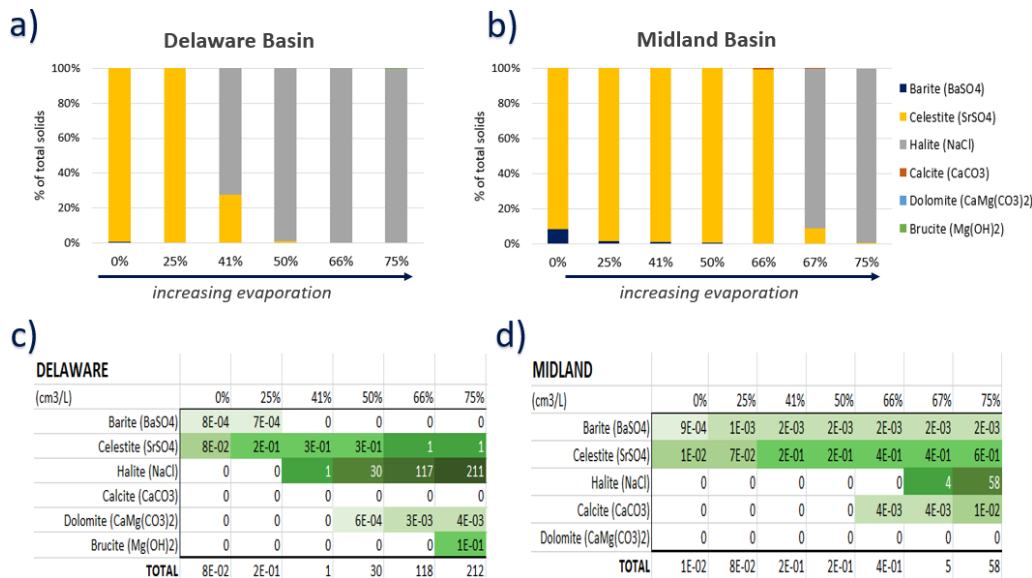 a)
Delaware Basin
100%
80%
60%
40%
20%
0%
% of total solids
0% 25% 41% 50% 66% 75%
increasing evaporation
b)
Midland Basin
100%
80%
60%
40%
20%
0%
% of total solids
0% 25% 41% 50% 66% 67% 75%
increasing evaporation
Barite (BaSO4)
Celestite (SrSO4)
Halite (NaCl)
Calcite (CaCO3)
Dolomite (CaMg(CO3)2)
Brucite (Mg(OH)2)
c)
DELAWARE
(cm3/L) 0% 25% 41% 50% 66% 75%
Barite (BaSO4) 8E-04 7E-04 0 0 0 0
Celestite (SrSO4) 8E-02 2E-01 3E-01 3E-01 1 1
Halite (NaCl) 0 0 1 30 117 211
Calcite (CaCO3) 0 0 0 0 0 0
Dolomite (CaMg(CO3)2) 0 0 0 6E-04 3E-03 4E-03
Brucite (Mg(OH)2) 0 0 0 0 0 1E-01
TOTAL 8E-02 2E-01 1 30 118 212
d)
MIDLAND
(cm3/L) 0% 25% 41% 50% 66% 67% 75%
Barite (BaSO4) 9E-04 1E-03 2E-03 2E-03 2E-03 2E-03 2E-03
Celestite (SrSO4) 1E-02 7E-02 2E-01 2E-01 4E-01 4E-01 6E-01
Halite (NaCl) 0 0 0 0 0 4 58
Calcite (CaCO3) 0 0 0 0 4E-03 4E-03 1E-02
Dolomite (CaMg(CO3)2) 0 0 0 0 0 0 0
TOTAL 1E-02 8E-02 2E-01 2E-01 4E-01 5 58